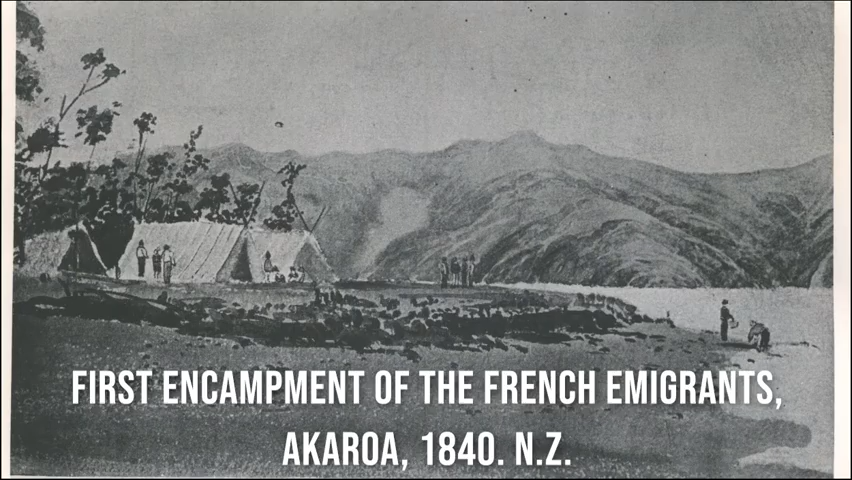 FIRST ENCAMPMENT OF THE FRENCH EMIGRANTS,
AKAROA, 1840. N.Z.